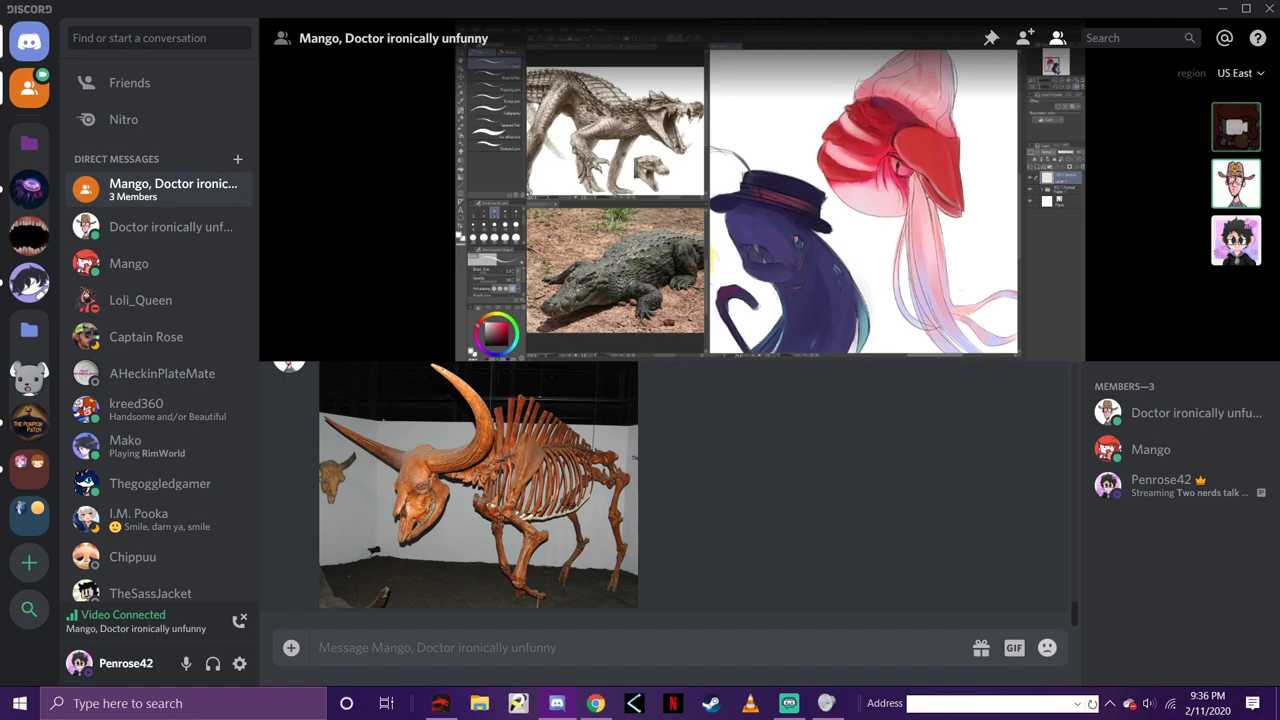 DISCORD
Find or start a conversation
Mango, Doctor ironically unfunny
Search
Friends
region
US East
Nitro
DIRECT MESSAGES
Mango, Doctor ironic...
3 Members
Doctor ironically unf...
Mango
Loli_Queen
Captain Rose
AHeckinPlateMate
kreed360
Handsome and/or Beautiful
Mako
Playing RimWorld
Thegoggledgamer
I.M. Pooka
Smile, darn ya, smile
Chippuu
TheSassJacket
Video Connected
Mango, Doctor ironically unfunny
Penrose42
THE PUMPKIN
PATCH
MEMBERS—3
Doctor ironically unfu...
Mango
Penrose42
Streaming Two nerds talk ...
Message Mango, Doctor ironically unfunny
GIF
Type here to search
Address
9:36 PM
2/11/2020